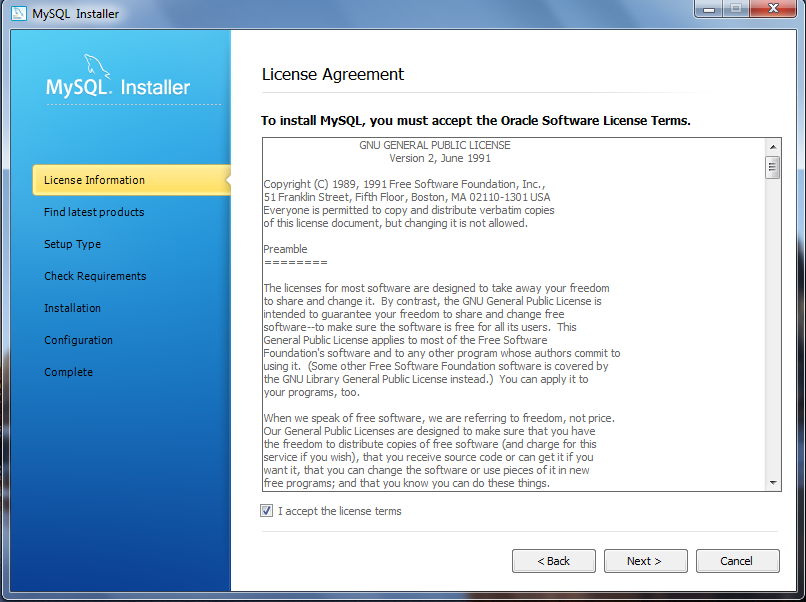 MySQL Installer
MySQL. Installer
License Information
Find latest products
Setup Type
Check Requirements
Installation
Configuration
Complete
License Agreement
To install MySQL, you must accept the Oracle Software License Terms.
GNU GENERAL PUBLIC LICENSE
Version 2, June 1991
Copyright (C) 1989, 1991 Free Software Foundation, Inc.,
51 Franklin Street, Fifth Floor, Boston, MA 02110-1301 USA
Everyone is permitted to copy and distribute verbatim copies
of this license document, but changing it is not allowed.
Preamble
========
The licenses for most software are designed to take away your freedom
to share and change it.  By contrast, the GNU General Public License is
intended to guarantee your freedom to share and change free
software--to make sure the software is free for all its users.  This
General Public License applies to most of the Free Software
Foundation's software and to any other program whose authors commit to
using it.  (Some other Free Software Foundation software is covered by
the GNU Library General Public License instead.)  You can apply it to
your programs, too.
When we speak of free software, we are referring to freedom, not price.
Our General Public Licenses are designed to make sure that you have
the freedom to distribute copies of free software (and charge for this
service if you wish), that you receive source code or can get it if you
want it, that you can change the software or use pieces of it in new
free programs; and that you know you can do these things.
I accept the license terms
< Back
Next >
Cancel